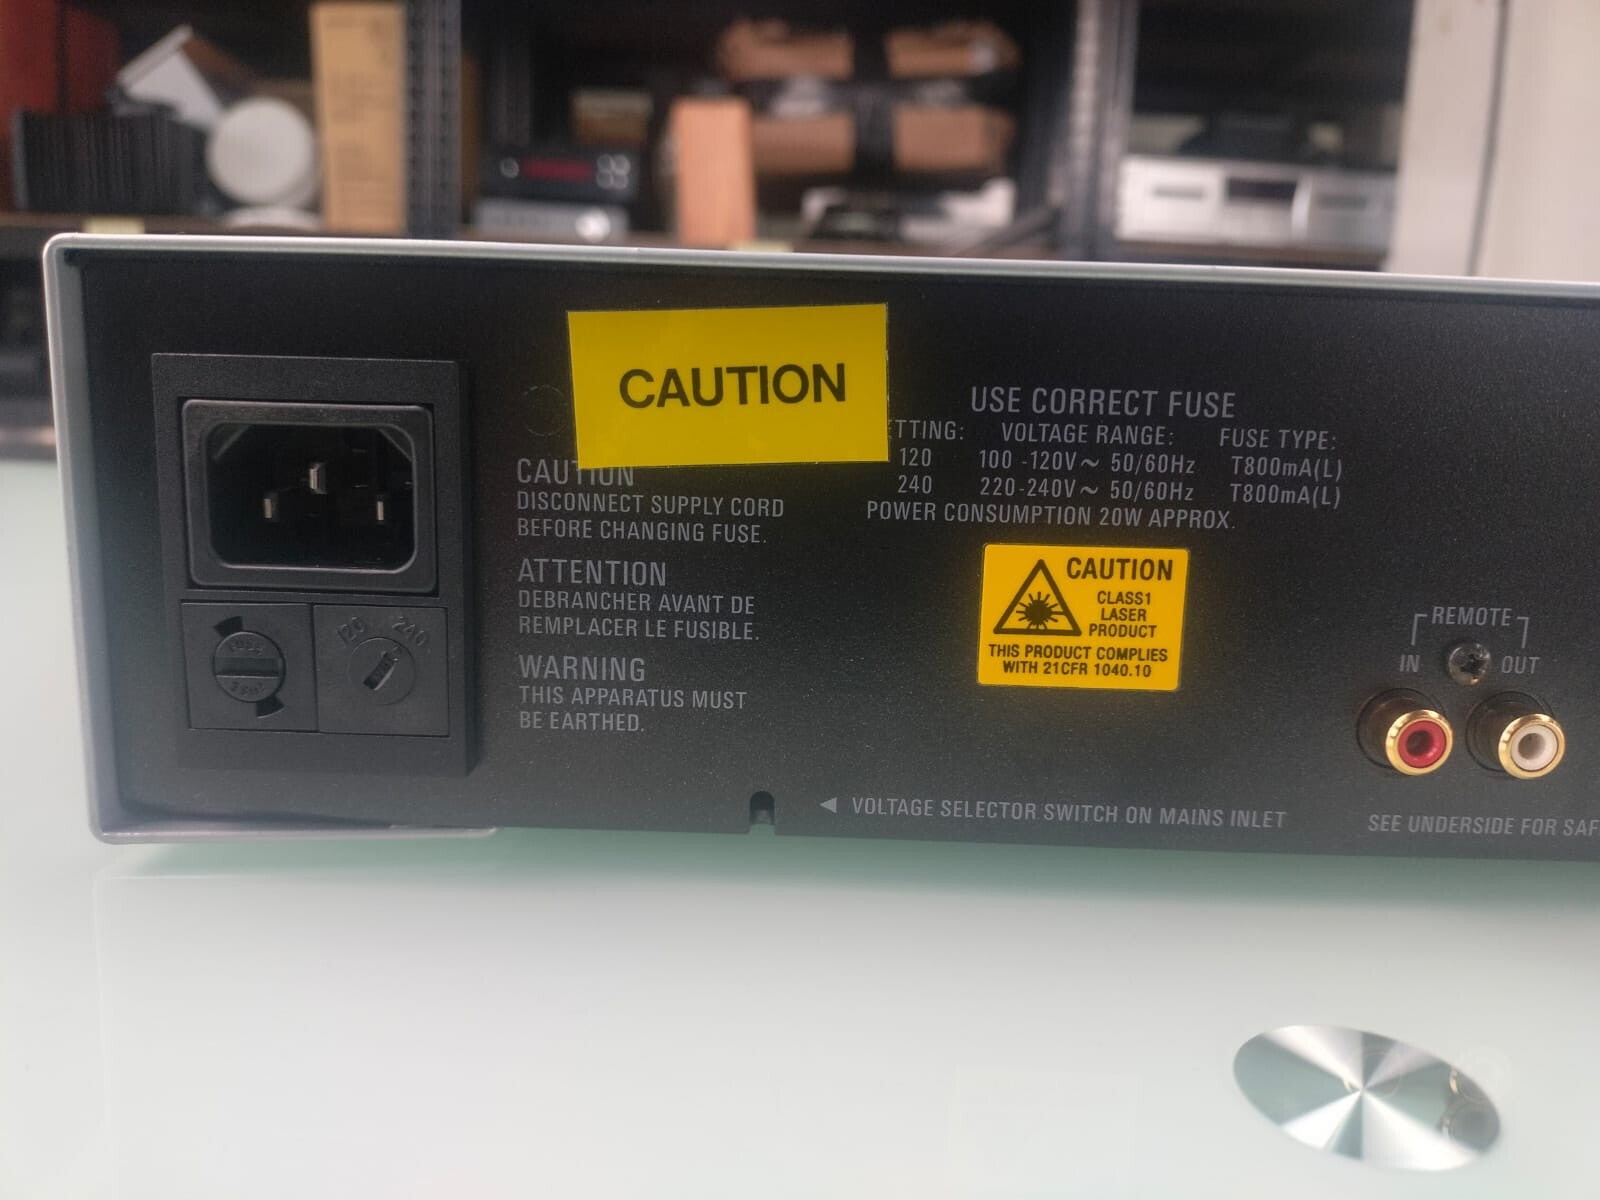 CAUTION
USE CORRECT FUSE
ETTING: VOLTAGE RANGE: FUSE TYPE:
120 100-120V~ 50/60Hz T800mA(L)
240 220-240V~ 50/60Hz T800mA(L)
POWER CONSUMPTION 20W APPROX.
CAUTION
DISCONNECT SUPPLY CORD
BEFORE CHANGING FUSE.
ATTENTION
DEBRANCHER AVANT DE
REMPLACER LE FUSIBLE.
WARNING
THIS APPARATUS MUST
BE EARTHED.
CAUTION
CLASS1
LASER
PRODUCT
THIS PRODUCT COMPLIES
WITH 21CFR 1040.10
120 240
REMOTE
IN OUT
◄ VOLTAGE SELECTOR SWITCH ON MAINS INLET
SEE UNDERSIDE FOR SAF